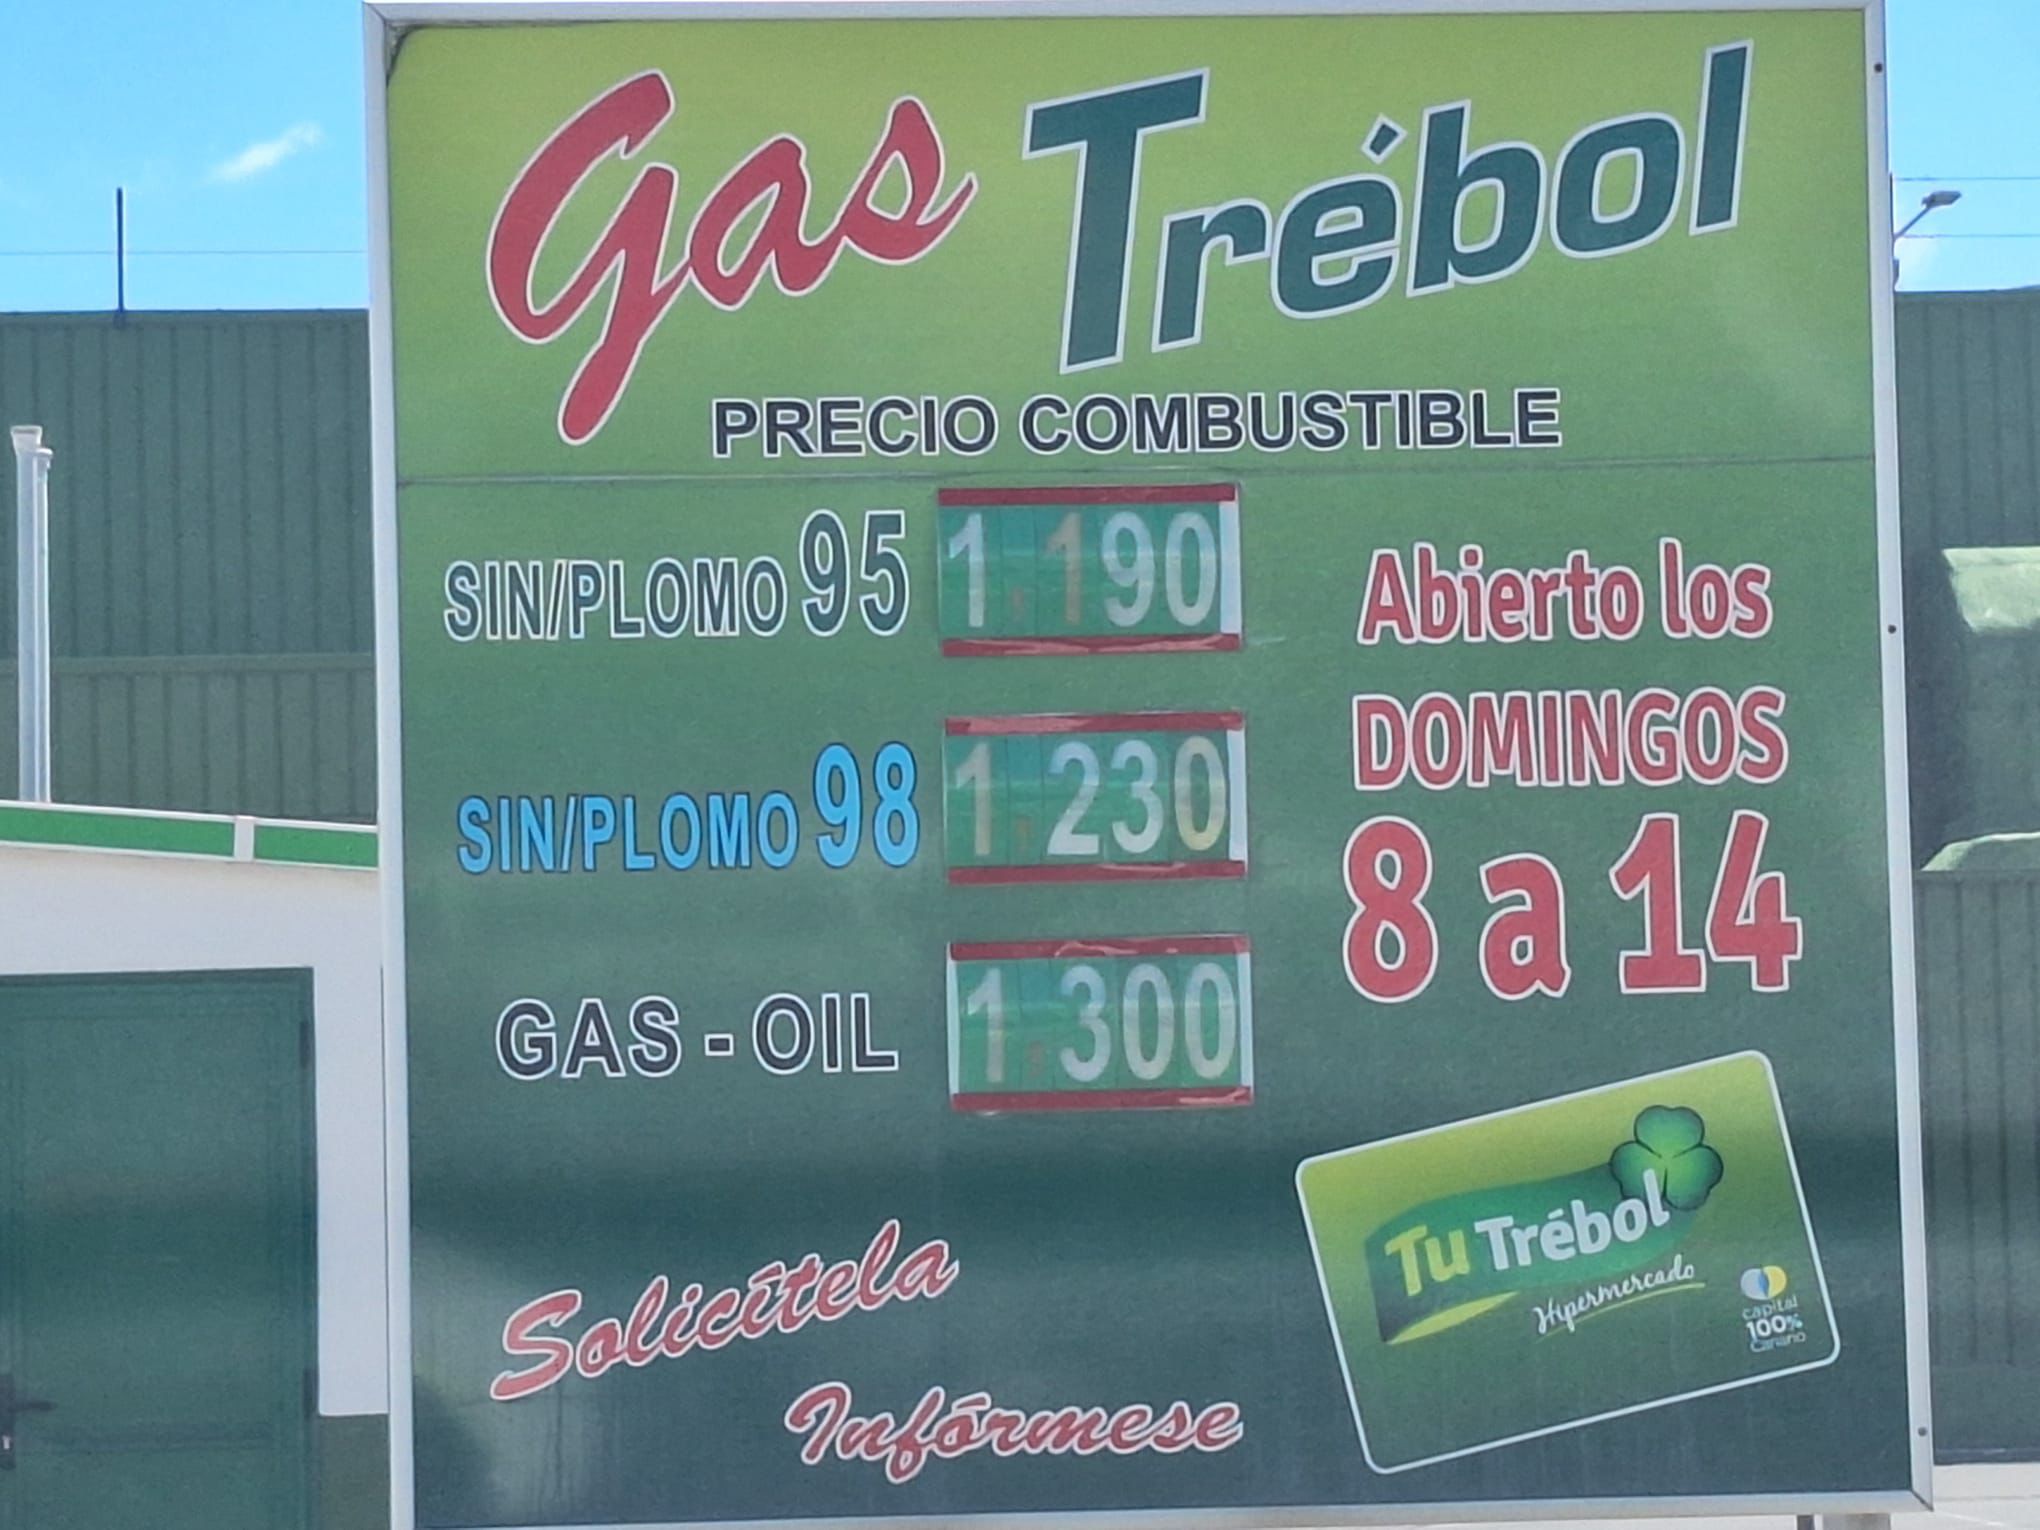 Gas Trébol
PRECIO COMBUSTIBLE
SIN/PLOMO 95 1.190
SIN/PLOMO 98 1.230
GAS - OIL 1.300
Abierto los
DOMINGOS
8 a 14
Solicítela
Infórmese
Tu Trébol
Hipermercado
capital
100%
Canario